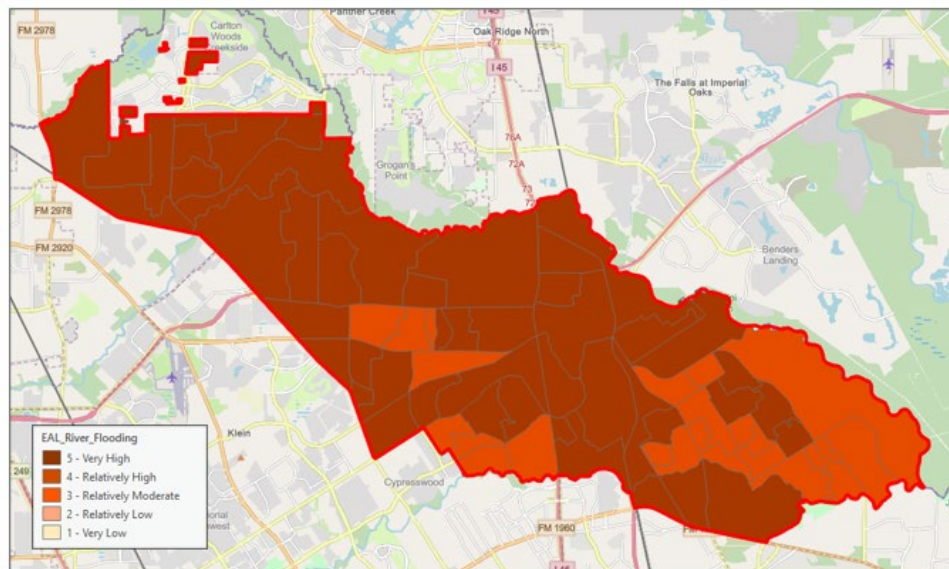 FM 2978
Panther Creek
Carlton
Woods
Creekside
I 45
77
Oak Ridge North
I 45
The Falls at Imperial
Oaks
76A
72A
73
Grogan's
Point
FM 2978
FM 2920
Benders
Landing
Klein
EAL_River_Flooding
5 - Very High
4 - Relatively High
3 - Relatively Moderate
2 - Relatively Low
1 - Very Low
249
Cypresswood
FM 1960
I 45